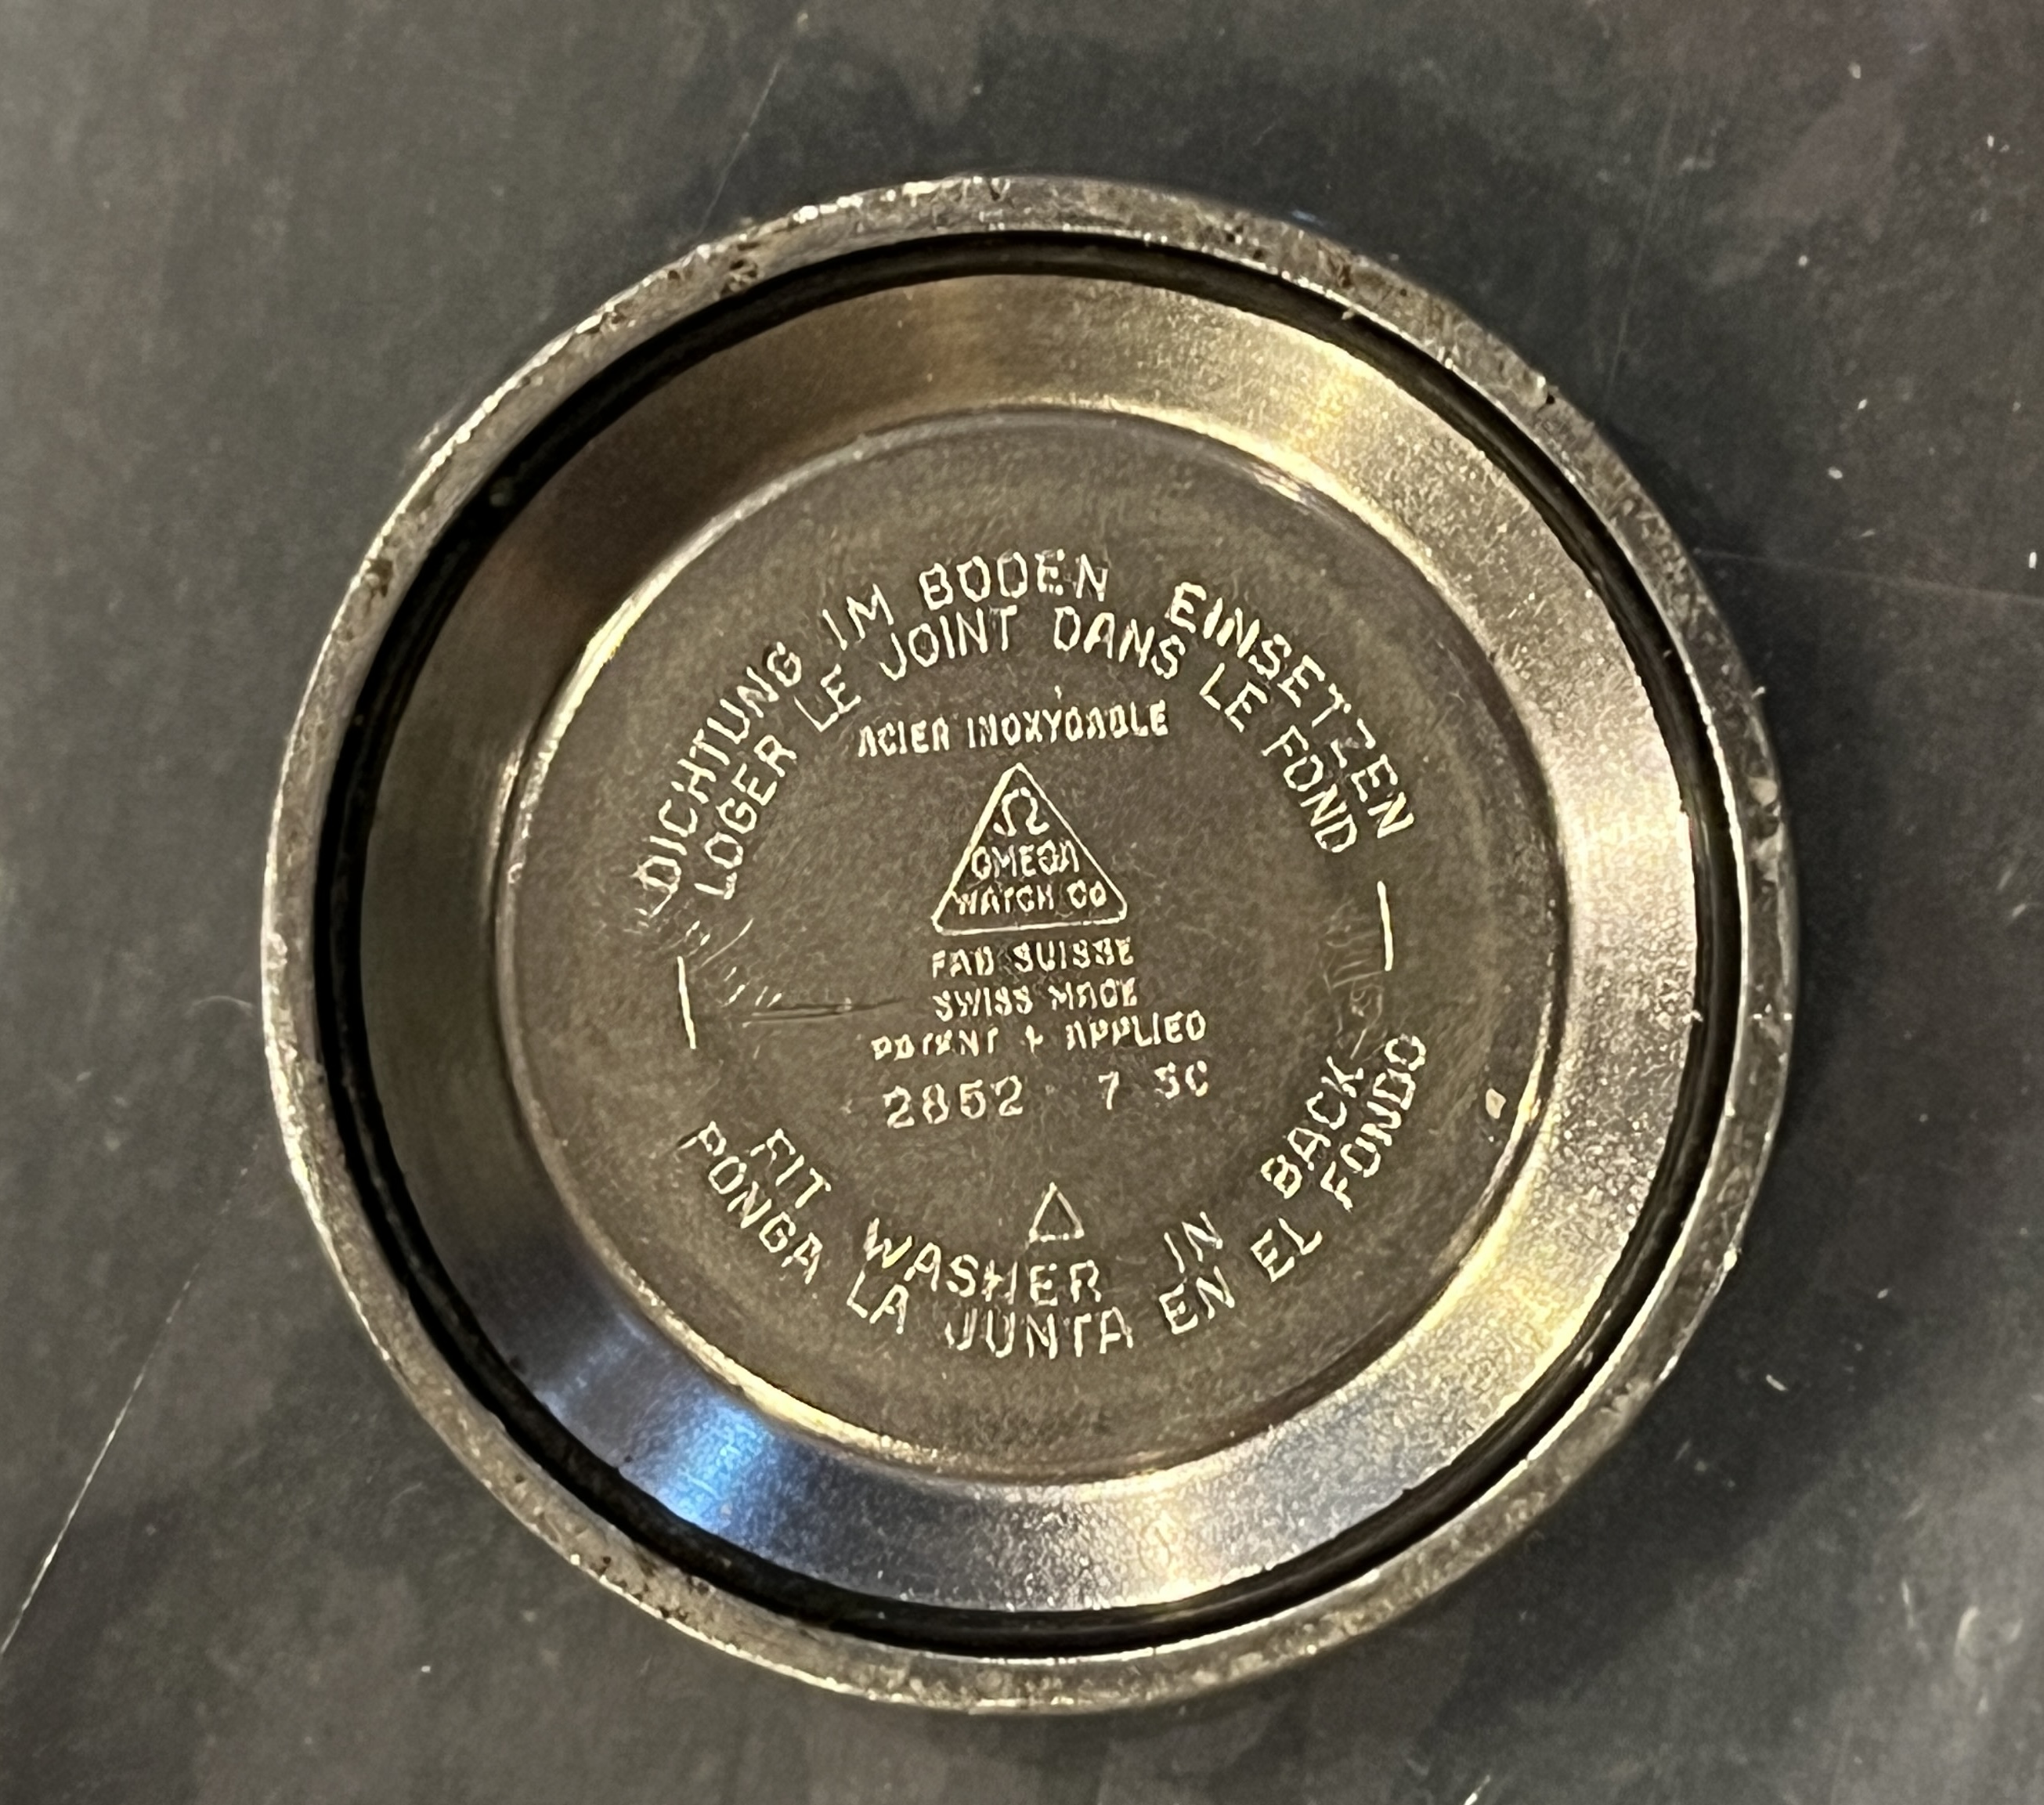 DICHTUNG IM BODEN EINSETZEN
LOGER LE JOINT DANS LE FOND
ACIER INOXYDABLE
Ω
OMEGA
WATCH CO
FAB SUISSE
SWISS MADE
PATENT + APPLIED
2852 7 SC
FIT WASHER IN BACK
PONGA LA JUNTA EN EL FONDO